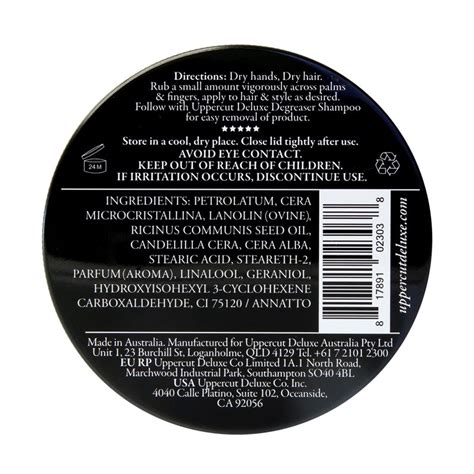 Directions: Dry hands, Dry hair.
Rub a small amount vigorously across palms
& fingers, apply to hair & style as desired.
Follow with Uppercut Deluxe Degreaser Shampoo
for easy removal of product.
★★★★★
Store in a cool, dry place. Close lid tightly after use.
AVOID EYE CONTACT.
KEEP OUT OF REACH OF CHILDREN.
IF IRRITATION OCCURS, DISCONTINUE USE.
24 M
INGREDIENTS: PETROLATUM, CERA
MICROCRISTALLINA, LANOLIN (OVINE),
RICINUS COMMUNIS SEED OIL,
CANDELILLA CERA, CERA ALBA,
STEARIC ACID, STEARETH-2,
PARFUM (AROMA), LINALOOL, GERANIOL,
HYDROXYISOHEXYL 3-CYCLOHEXENE
CARBOXALDEHYDE, CI 75120 / ANNATTO
8 17891 02303 8
uppercutdeluxe.com
Made in Australia. Manufactured for Uppercut Deluxe Australia Pty Ltd
Unit 1, 23 Burchill St, Loganholme, QLD 4129 Tel. +61 7 2101 2300
EU RP Uppercut Deluxe Co Limited 1A.1 North Road,
Marchwood Industrial Park, Southampton SO40 4BL
USA Uppercut Deluxe Co. Inc.
4040 Calle Platino, Suite 102, Oceanside,
CA 92056